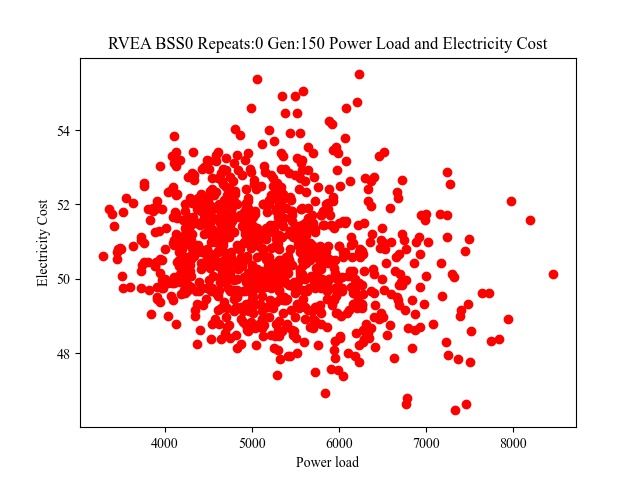 RVEA BSS0 Repeats:0 Gen:150 Power Load and Electricity Cost
54
52
50
48
Electricity Cost
4000 5000 6000 7000 8000
Power load